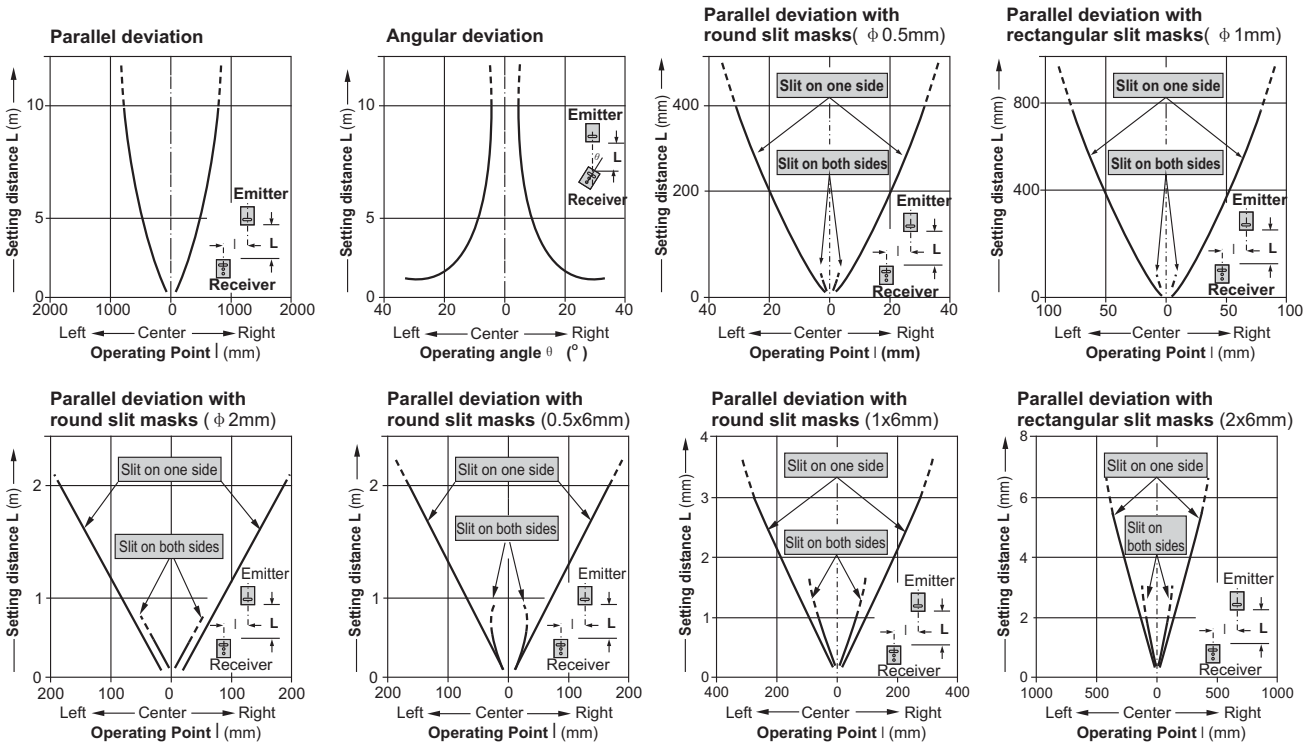 Parallel deviation
Setting distance L (m)
10
5
0
Emitter
l
L
Receiver
2000 1000 0 1000 2000
Left Center Right
Operating Point l (mm)
Angular deviation
Setting distance L (m)
10
5
0
Emitter
L
θ
Receiver
40 20 0 20 40
Left Center Right
Operating angle θ (°)
Parallel deviation with
round slit masks( ϕ 0.5mm)
Setting distance L (mm)
400
200
0
Slit on one side
Slit on both sides
Emitter
l
L
Receiver
40 20 0 20 40
Left Center Right
Operating Point l (mm)
Parallel deviation with
rectangular slit masks( ϕ 1mm)
Setting distance L (mm)
800
400
0
Slit on one side
Slit on both sides
Emitter
l
L
Receiver
100 50 0 50 100
Left Center Right
Operating Point l (mm)
Parallel deviation with
round slit masks ( ϕ 2mm)
Setting distance L (m)
2
1
0
Slit on one side
Slit on both sides
Emitter
l
L
Receiver
200 100 0 100 200
Left Center Right
Operating Point l (mm)
Parallel deviation with
round slit masks (0.5x6mm)
Setting distance L (m)
2
1
0
Slit on one side
Slit on both sides
Emitter
l
L
Receiver
200 100 0 100 200
Left Center Right
Operating Point l (mm)
Parallel deviation with
round slit masks (1x6mm)
Setting distance L (mm)
4
3
2
1
0
Slit on one side
Slit on both sides
Emitter
l
L
Receiver
400 200 0 200 400
Left Center Right
Operating Point l (mm)
Parallel deviation with
rectangular slit masks (2x6mm)
Setting distance L (mm)
8
6
4
2
0
Slit on one side
Slit on
both sides
Emitter
l
L
Receiver
1000 500 0 500 1000
Left Center Right
Operating Point l (mm)